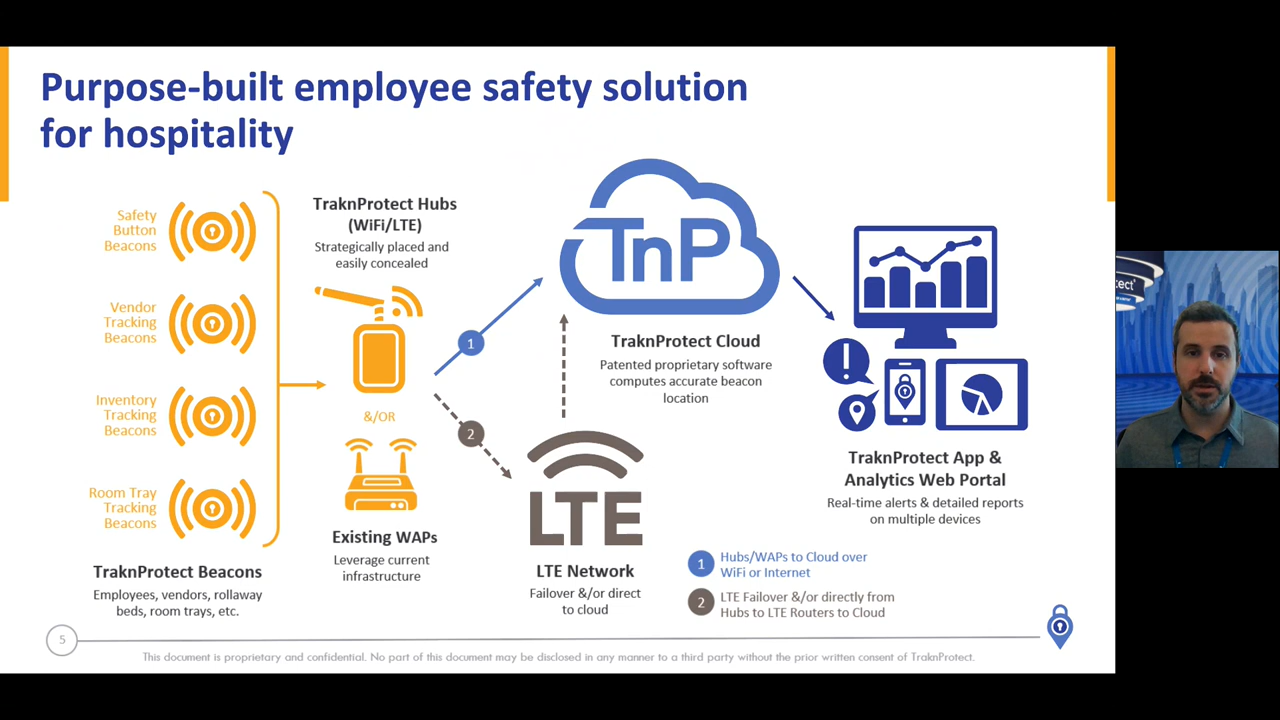 Purpose-built employee safety solution
for hospitality
Safety
Button
Beacons
Vendor
Tracking
Beacons
Inventory
Tracking
Beacons
Room Tray
Tracking
Beacons
TraknProtect Beacons
Employees, vendors, rollaway
beds, room trays, etc.
TraknProtect Hubs
(WiFi/LTE)
Strategically placed and
easily concealed
&/OR
Existing WAPs
Leverage current
infrastructure
1
2
TnP
TraknProtect Cloud
Patented proprietary software
computes accurate beacon
location
LTE
LTE Network
Failover &/or direct
to cloud
!
TraknProtect App &
Analytics Web Portal
Real-time alerts & detailed reports
on multiple devices
1 Hubs/WAPs to Cloud over
WiFi or Internet
2 LTE Failover &/or directly from
Hubs to LTE Routers to Cloud
5
This document is proprietary and confidential. No part of this document may be disclosed in any manner to a third party without the prior written consent of TraknProtect.